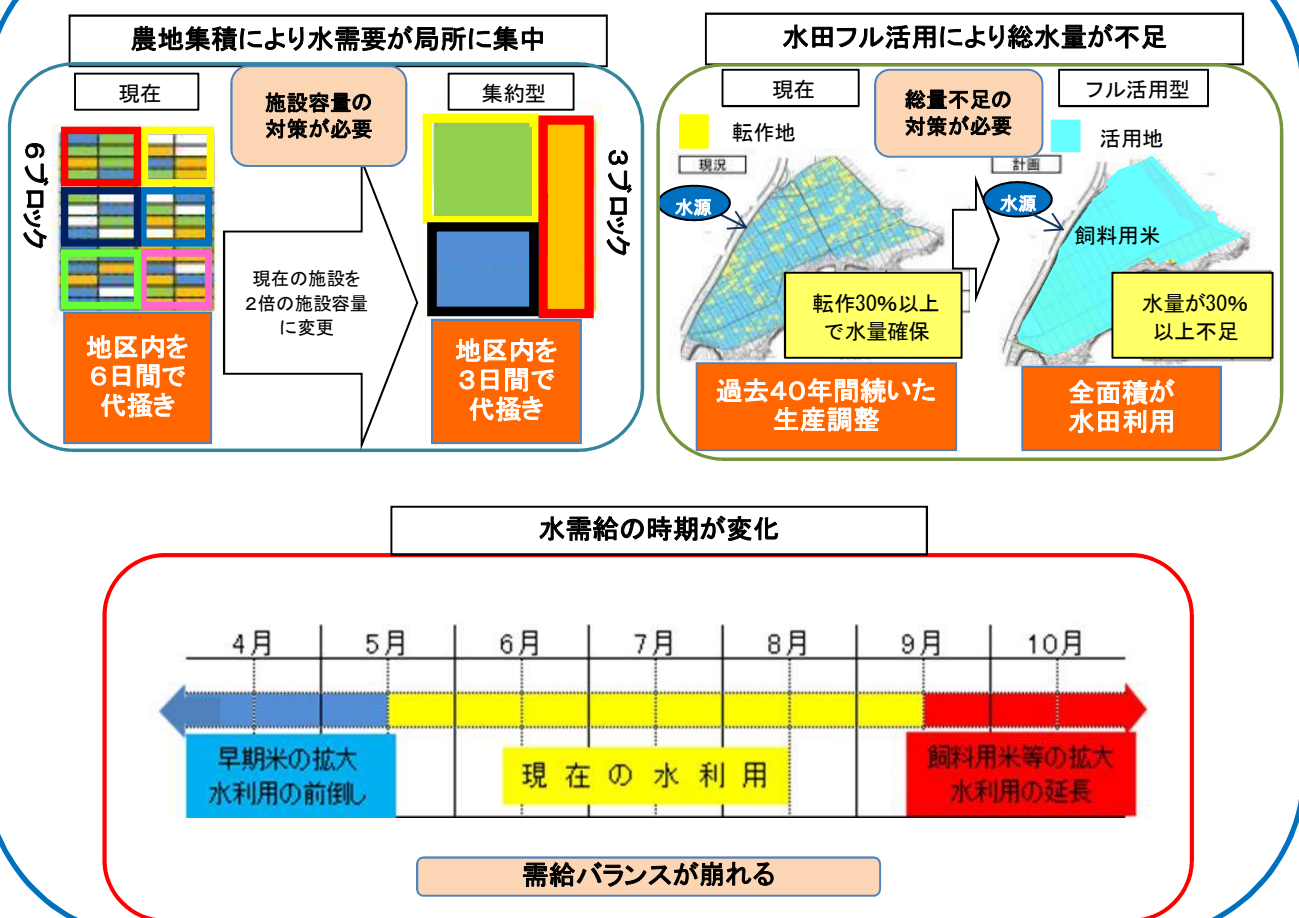 農地集積により水需要が局所に集中
現在
施設容量の
対策が必要
集約型
6ブロック
3ブロック
現在の施設を
2倍の施設容量
に変更
地区内を
6日間で
代掻き
地区内を
3日間で
代掻き
水田フル活用により総水量が不足
現在
総量不足の
対策が必要
フル活用型
転作地
活用地
現況
計画
水源
水源
飼料用米
転作30%以上
で水量確保
水量が30%
以上不足
過去40年間続いた
生産調整
全面積が
水田利用
水需給の時期が変化
4月 5月 6月 7月 8月 9月 10月
早期米の拡大
水利用の前倒し
現在の水利用
飼料用米等の拡大
水利用の延長
需給バランスが崩れる